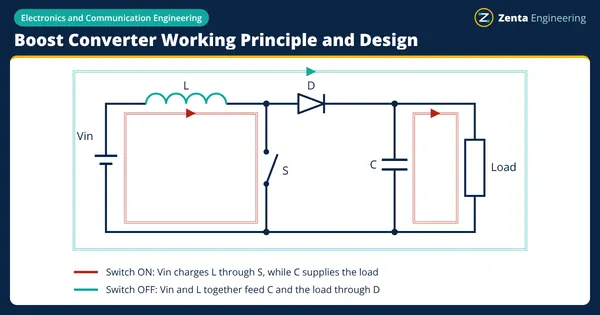 Electronics and Communication Engineering
Zenta Engineering
Boost Converter Working Principle and Design
L
D
Vin
S
C
Load
Switch ON: Vin charges L through S, while C supplies the load
Switch OFF: Vin and L together feed C and the load through D